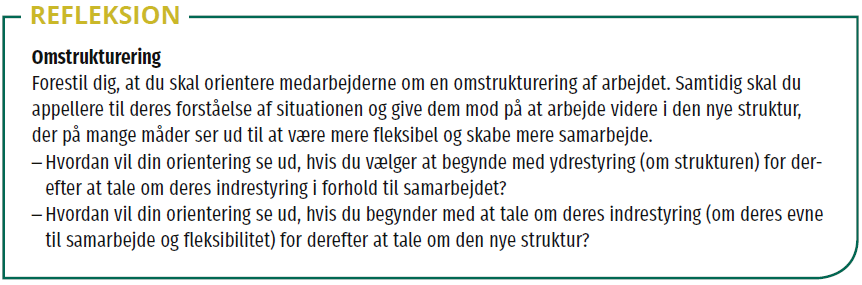 REFLEKSION
Omstrukturering
Forestil dig, at du skal orientere medarbejderne om en omstrukturering af arbejdet. Samtidig skal du
appellere til deres forståelse af situationen og give dem mod på at arbejde videre i den nye struktur,
der på mange måder ser ud til at være mere fleksibel og skabe mere samarbejde.
– Hvordan vil din orientering se ud, hvis du vælger at begynde med ydrestyring (om strukturen) for der-
efter at tale om deres indrestyring i forhold til samarbejdet?
– Hvordan vil din orientering se ud, hvis du begynder med at tale om deres indrestyring (om deres evne
til samarbejde og fleksibilitet) for derefter at tale om den nye struktur?